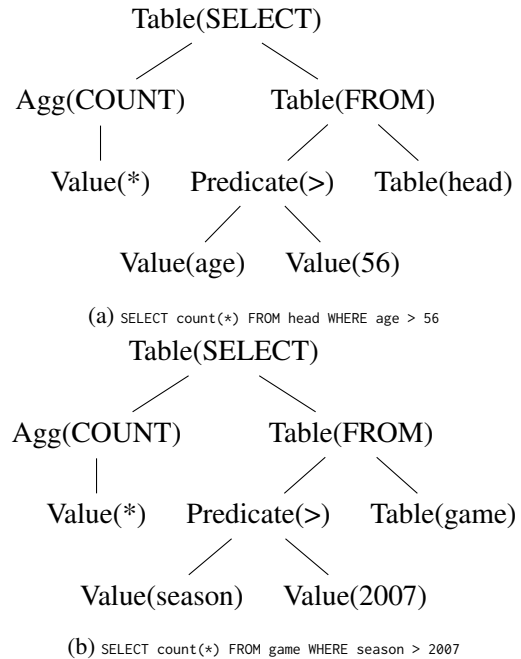 Table(SELECT)
Agg(COUNT) Table(FROM)
Value(*) Predicate(>) Table(head)
Value(age) Value(56)
(a) SELECT count(*) FROM head WHERE age > 56
Table(SELECT)
Agg(COUNT) Table(FROM)
Value(*) Predicate(>) Table(game)
Value(season) Value(2007)
(b) SELECT count(*) FROM game WHERE season > 2007